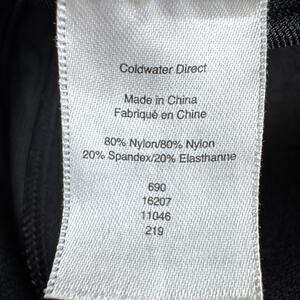 Coldwater Direct
Made in China
Fabriqué en Chine
80% Nylon/80% Nylon
20% Spandex/20% Elasthanne
690
16207
11046
219